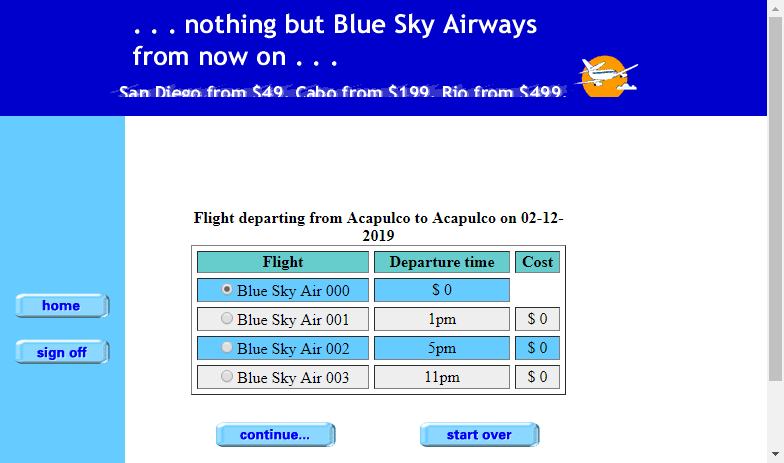 . . . nothing but Blue Sky Airways
from now on . . .
San Diego from $49, Cabo from $199, Rio from $499.
Flight departing from Acapulco to Acapulco on 02-12-
2019
Flight Departure time Cost
Blue Sky Air 000 $ 0
Blue Sky Air 001 1pm $ 0
home
Blue Sky Air 002 5pm $ 0
sign off
Blue Sky Air 003 11pm $ 0
continue... start over